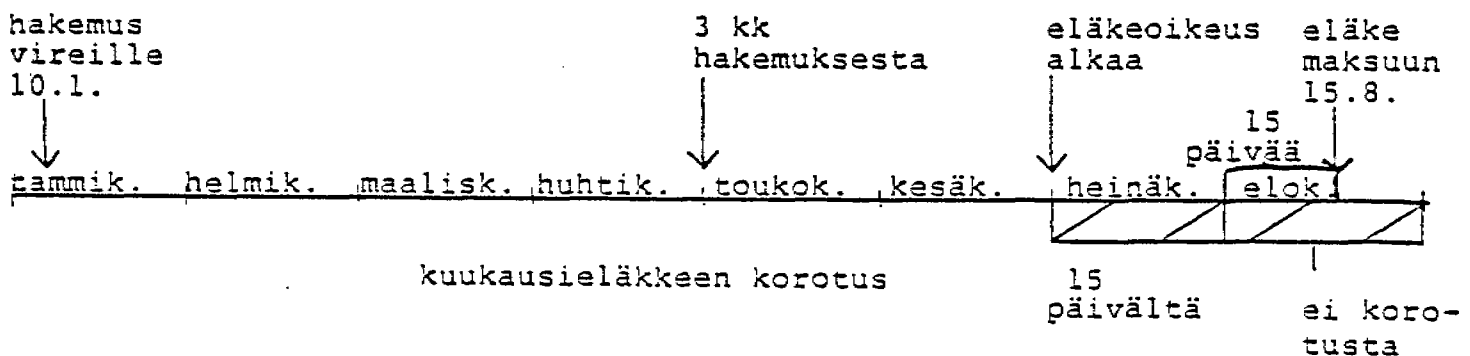 hakemus
vireille
10.1.
3 kk
hakemuksesta
eläkeoikeus
alkaa
eläke
maksuun
15.8.
15
päivää
tammik. helmik. maalisk. huhtik. toukok. kesäk. heinäk. elok.
kuukausieläkkeen korotus
15
päivältä
ei koro-
tusta